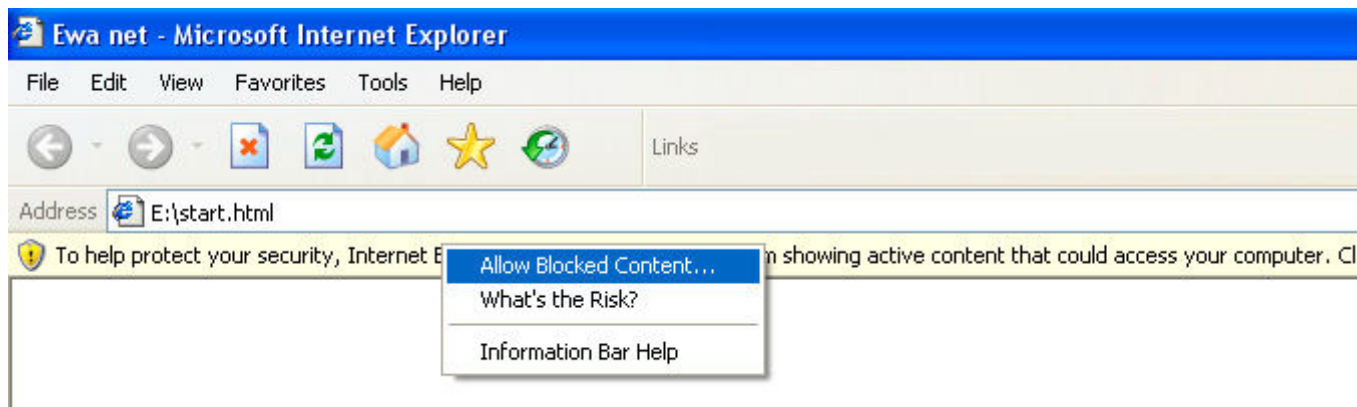 Ewa net - Microsoft Internet Explorer
File Edit View Favorites Tools Help
Links
Address E:\start.html
To help protect your security, Internet showing active content that could access your computer.
Allow Blocked Content...
What's the Risk?
Information Bar Help